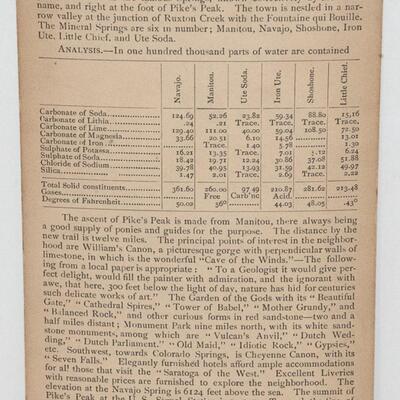 name, and right at the foot of Pike's Peak. The town is nestled in a nar-
row valley at the junction of Ruxton Creek with the Fountaine qui Bouille.
The Mineral Springs are six in number; Manitou, Navajo, Shoshone, Iron
Ute, Little Chief, and Ute Soda.
ANALYSIS.—In one hundred thousand parts of water are contained
Navajo. Manitou. Ute Soda. Iron Ute. Shoshone. Little Chief.
Carbonate of Soda 124.69 52.26 23.82 59.34 88.80 15,16
Carbonate of Lithia .24 .21 Trace. Trace. Trace. Trace.
Carbonate of Lime 129.40 111.00 40.00 59.04 108.50 72.50
Carbonate of Magnesia 33.66 20.51 6.10 14.56 13.01
Carbonate of Iron Trace 1.40 5.78 1.30
Sulphate of Potassa 16.21 13.35 Trace. 7.01 5.12 6.24
Sulphate of Soda 18.42 19.71 12.24 30.86 37.08 51.88
Chloride of Sodium 39.78 40.95 13.93 31.59 42.12 49.97
Silica 1.47 2.01 Trace. 2.69 Trace. 2.22
Total Solid constituents 361.60 260.00 97.49 210.87 281.62 213.48
Gases Free Carb'nc Acid.
Degrees of Fahrenheit 50.02 56° 44.03 48.05 43°
The ascent of Pike's Peak is made from Manitou, there always being
a good supply of ponies and guides for the purpose. The distance by the
new trail is twelve miles. The principal points of interest in the neighbor-
hood are William's Canon, a picturesque gorge with perpendicular walls of
limestone, in which is the wonderful "Cave of the Winds."—The follow-
ing from a local paper is appropriate: "To a Geologist it would give per-
fect delight, would fill the painter with admiration, and the ignorant with
awe, that here, 300 feet below the light of day, nature has hid for centuries
such delicate works of art." The Garden of the Gods with its "Beautiful
Gate," "Cathedral Spires," "Tower of Babel," "Mother Grundy," and
"Balanced Rock," and other curious forms in red sand-stone—two and a
half miles distant; Monument Park nine miles north, with its white sand-
stone monuments, among which are "Vulcan's Anvil," "Dutch Wed-
ding," "Dutch Parliament," "Old Maid," "Idiotic Rock," "Gypsies,"
etc. Southwest, towards Colorado Springs, is Cheyenne Canon, with its
"Seven Falls." Elegantly furnished hotels afford ample accommodations
for all those that visit the "Saratoga of the West." Excellent Liveries
with reasonable prices are furnished to explore the neighborhood. The
elevation at the Navajo Spring is 6124 feet above the sea. The summit of
Pike's Peak at the U. S. Signal